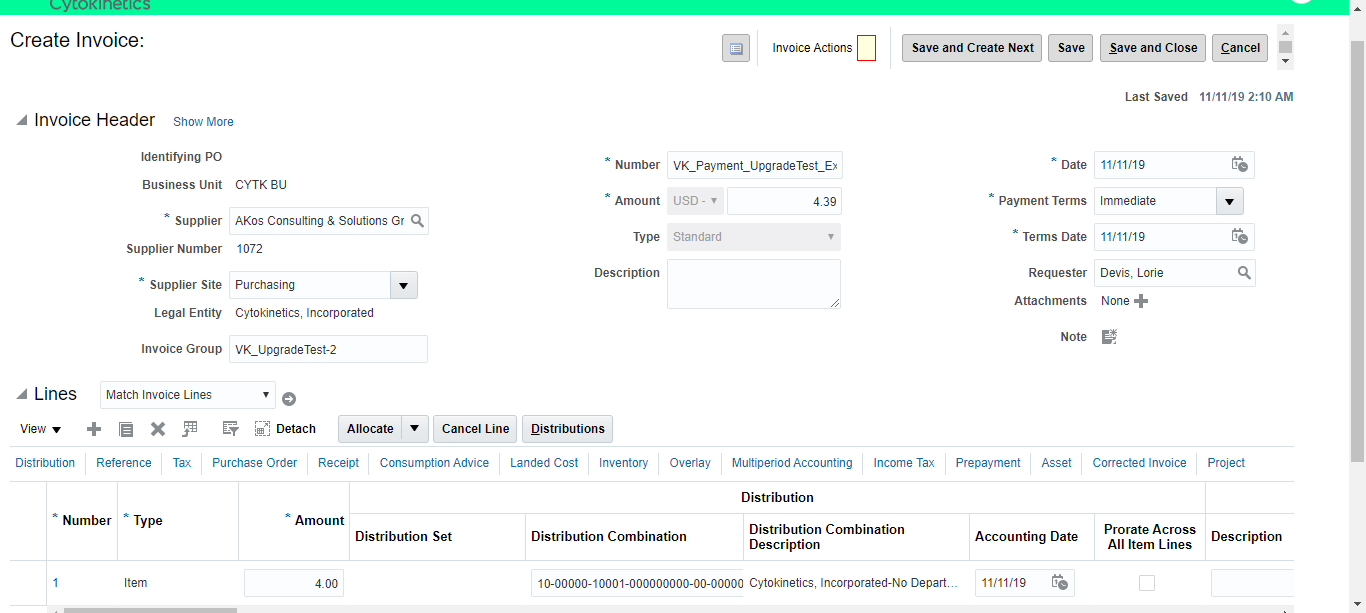 Cytokinetics
Create Invoice:
Invoice Actions
Save and Create Next
Save
Save and Close
Cancel
Last Saved 11/11/19 2:10 AM
Invoice Header Show More
Identifying PO
Business Unit CYTK BU
* Supplier AKos Consulting & Solutions Gr
Supplier Number 1072
* Supplier Site Purchasing
Legal Entity Cytokinetics, Incorporated
Invoice Group VK_UpgradeTest-2
* Number VK_Payment_UpgradeTest_Ex
* Amount USD - 4.39
Type Standard
Description
* Date 11/11/19
* Payment Terms Immediate
* Terms Date 11/11/19
Requester Devis, Lorie
Attachments None
Note
Lines Match Invoice Lines
View Detach Allocate Cancel Line Distributions
Distribution Reference Tax Purchase Order Receipt Consumption Advice Landed Cost Inventory Overlay Multiperiod Accounting Income Tax Prepayment Asset Corrected Invoice Project
* Number
* Type
* Amount
Distribution
Distribution Set
Distribution Combination
Distribution Combination
Description
Accounting Date
Prorate Across
All Item Lines
Description
1 Item 4.00 10-00000-10001-000000000-00-00000 Cytokinetics, Incorporated-No Depart... 11/11/19